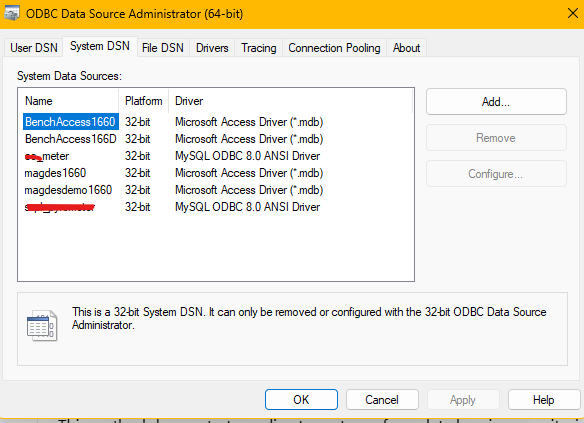 ODBC Data Source Administrator (64-bit)
User DSN System DSN File DSN Drivers Tracing Connection Pooling About
System Data Sources:
Name Platform Driver
BenchAccess1660 32-bit Microsoft Access Driver (*.mdb)
BenchAccess166D 32-bit Microsoft Access Driver (*.mdb)
_meter 32-bit MySQL ODBC 8.0 ANSI Driver
magdes1660 32-bit Microsoft Access Driver (*.mdb)
magdesdemo1660 32-bit Microsoft Access Driver (*.mdb)
32-bit MySQL ODBC 8.0 ANSI Driver
Add...
Remove
Configure...
This is a 32-bit System DSN. It can only be removed or configured with the 32-bit ODBC Data Source
Administrator.
OK Cancel Apply Help